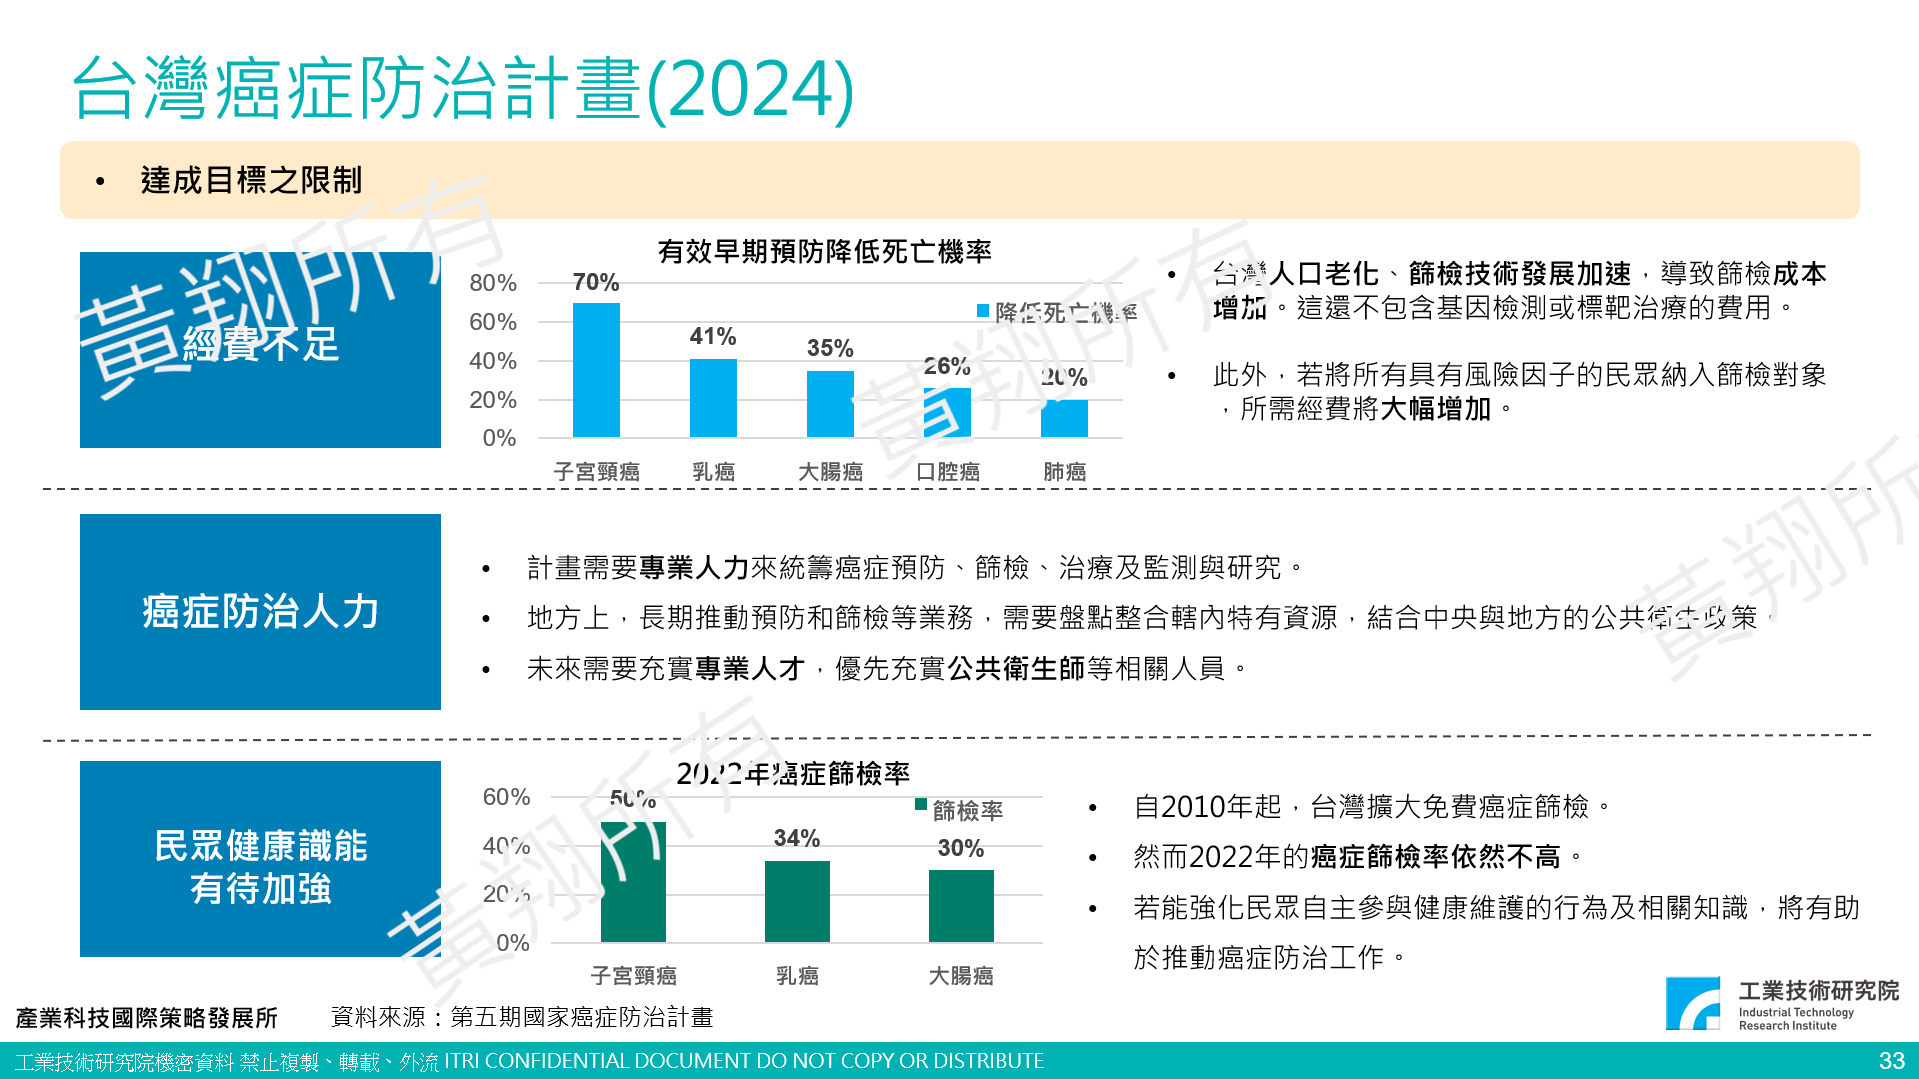 台灣癌症防治計畫(2024)
• 達成目標之限制
經費不足
有效早期預防降低死亡機率
降低死亡機率
80%
60%
40%
20%
0%
70%
41%
35%
26%
20%
子宮頸癌
乳癌
大腸癌
口腔癌
肺癌
• 台灣人口老化、篩檢技術發展加速，導致篩檢成本
增加。這還不包含基因檢測或標靶治療的費用。
• 此外，若將所有具有風險因子的民眾納入篩檢對象
，所需經費將大幅增加。
癌症防治人力
• 計畫需要專業人力來統籌癌症預防、篩檢、治療及監測與研究。
• 地方上，長期推動預防和篩檢等業務，需要盤點整合轄內特有資源，結合中央與地方的公共衛生政策。
• 未來需要充實專業人才，優先充實公共衛生師等相關人員。
民眾健康識能
有待加強
2022年癌症篩檢率
篩檢率
60%
40%
20%
0%
50%
34%
30%
子宮頸癌
乳癌
大腸癌
• 自2010年起，台灣擴大免費癌症篩檢。
• 然而2022年的癌症篩檢率依然不高。
• 若能強化民眾自主參與健康維護的行為及相關知識，將有助
於推動癌症防治工作。
黃翔所有
黃翔所有
黃翔所
黃翔所有
產業科技國際策略發展所
資料來源：第五期國家癌症防治計畫
工業技術研究院
Industrial Technology
Research Institute
工業技術研究院機密資料 禁止複製、轉載、外流 ITRI CONFIDENTIAL DOCUMENT DO NOT COPY OR DISTRIBUTE
33